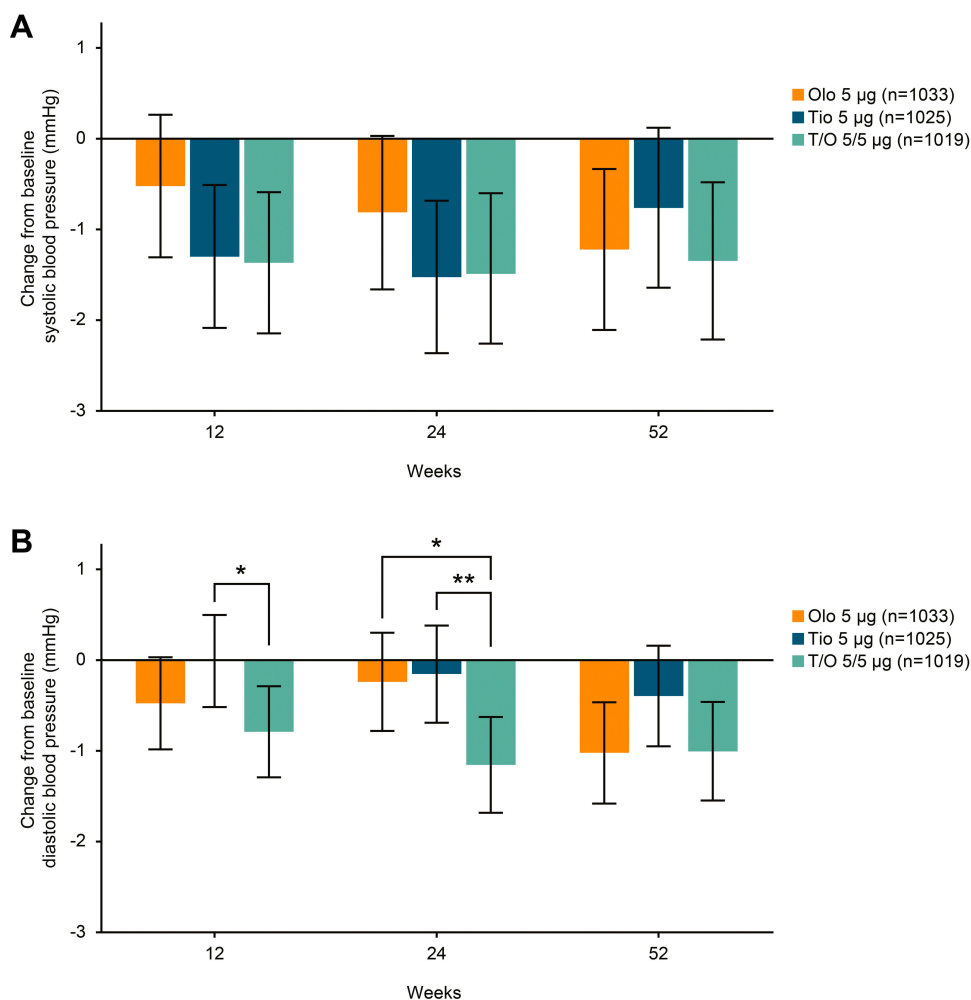 A
1
0
-1
-2
-3
Change from baseline
systolic blood pressure (mmHg)
12
24
52
Weeks
Olo 5 µg (n=1033)
Tio 5 µg (n=1025)
T/O 5/5 µg (n=1019)
B
*
*
**
1
0
-1
-2
-3
Change from baseline
diastolic blood pressure (mmHg)
12
24
52
Weeks
Olo 5 µg (n=1033)
Tio 5 µg (n=1025)
T/O 5/5 µg (n=1019)